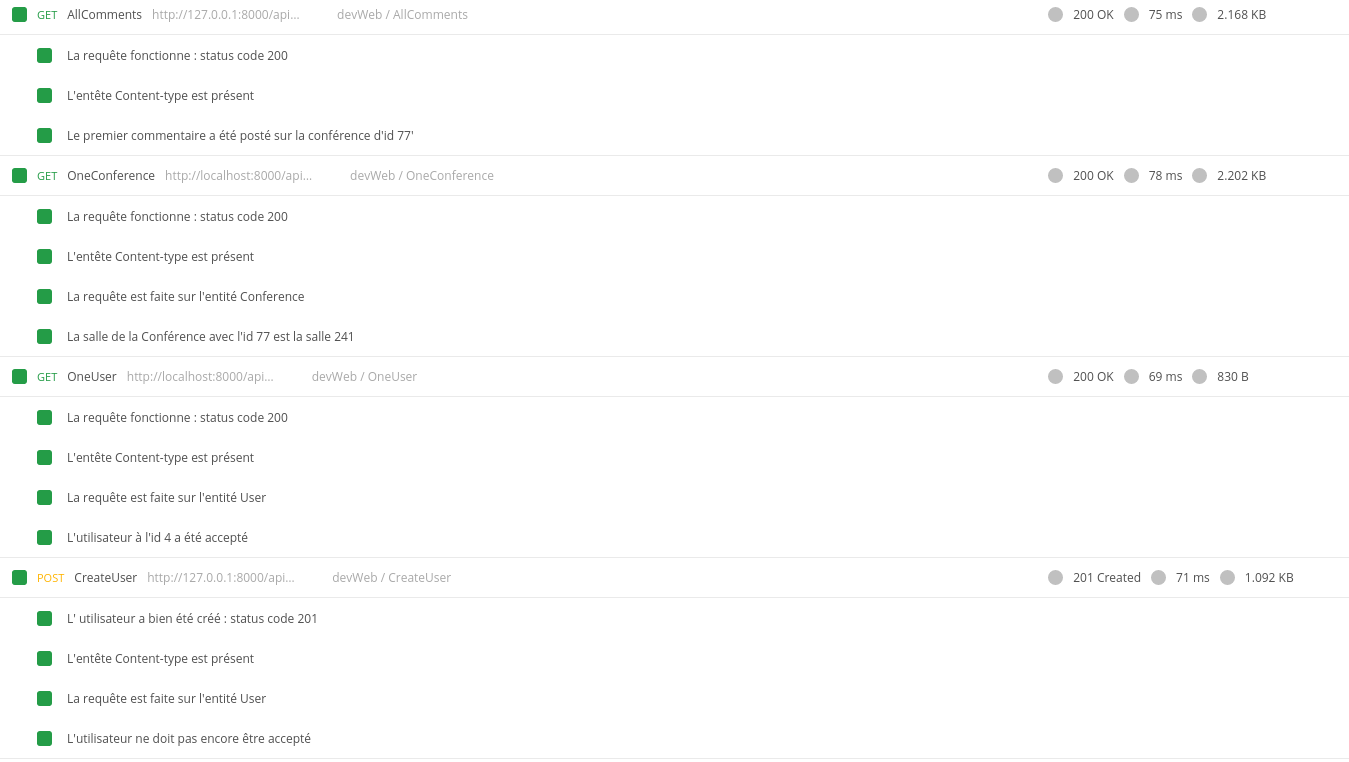 GET AllComments http://127.0.0.1:8000/api... devWeb / AllComments 200 OK 75 ms 2.168 KB
La requête fonctionne : status code 200
L'entête Content-type est présent
Le premier commentaire a été posté sur la conférence d'id 77'
GET OneConference http://localhost:8000/api... devWeb / OneConference 200 OK 78 ms 2.202 KB
La requête fonctionne : status code 200
L'entête Content-type est présent
La requête est faite sur l'entité Conference
La salle de la Conférence avec l'id 77 est la salle 241
GET OneUser http://localhost:8000/api... devWeb / OneUser 200 OK 69 ms 830 B
La requête fonctionne : status code 200
L'entête Content-type est présent
La requête est faite sur l'entité User
L'utilisateur à l'id 4 a été accepté
POST CreateUser http://127.0.0.1:8000/api... devWeb / CreateUser 201 Created 71 ms 1.092 KB
L' utilisateur a bien été créé : status code 201
L'entête Content-type est présent
La requête est faite sur l'entité User
L'utilisateur ne doit pas encore être accepté